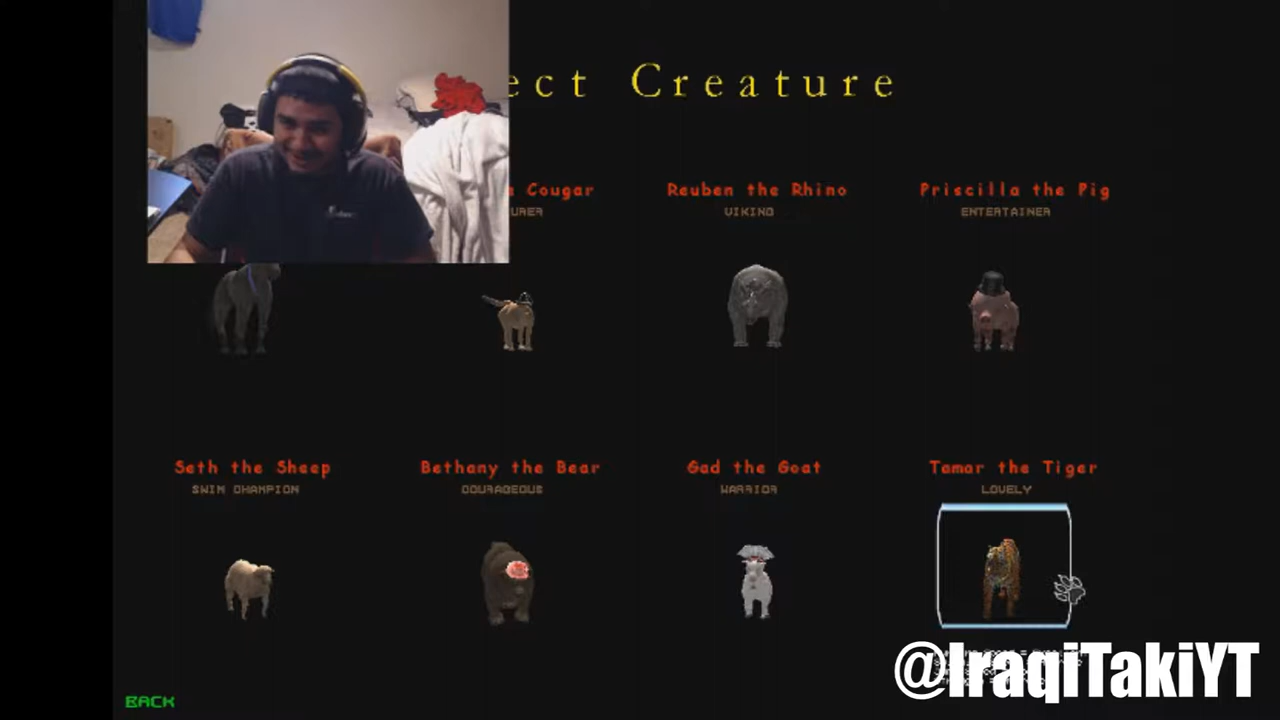 ect Creature
e Cougar
Reuben the Rhino
Priscilla the Pig
URER
VIKING
ENTERTAINER
Seth the Sheep
Bethany the Bear
Gad the Goat
Tamar the Tiger
SWIM CHAMPION
COURAGEOUS
WARRIOR
LOVELY
@IraqiTakiYT
BACK